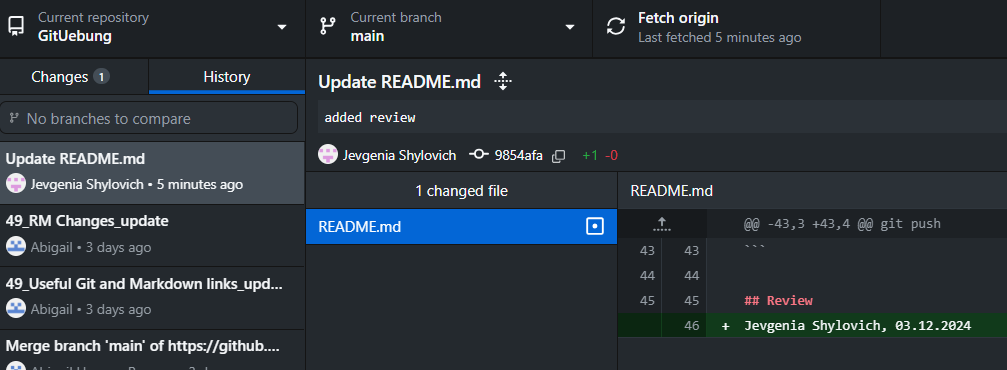 Current repository
GitUebung
Current branch
main
Fetch origin
Last fetched 5 minutes ago
Changes 1
History
No branches to compare
Update README.md
Jevgenia Shylovich • 5 minutes ago
49_RM Changes_update
Abigail • 3 days ago
49_Useful Git and Markdown links_upd...
Abigail • 3 days ago
Merge branch 'main' of https://github....
Update README.md
added review
Jevgenia Shylovich 9854afa +1 -0
1 changed file
README.md
README.md
@@ -43,3 +43,4 @@ git push
43 43 ```
44 44
45 45 ## Review
46 + Jevgenia Shylovich, 03.12.2024